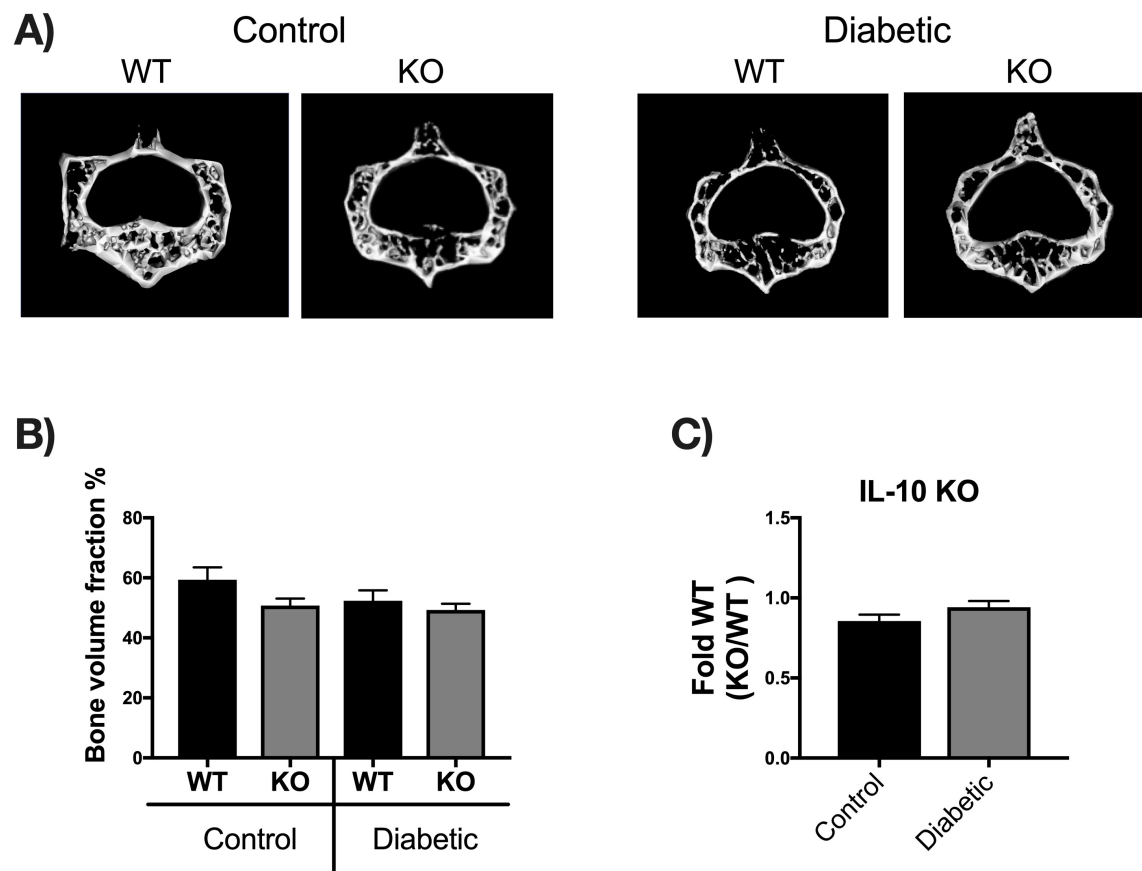 A)
Control
WT KO
Diabetic
WT KO
B)
Bone volume fraction %
80
60
40
20
0
WT KO WT KO
Control Diabetic
C)
IL-10 KO
Fold WT
(KO/WT )
1.5
1.0
0.5
0.0
Control
Diabetic